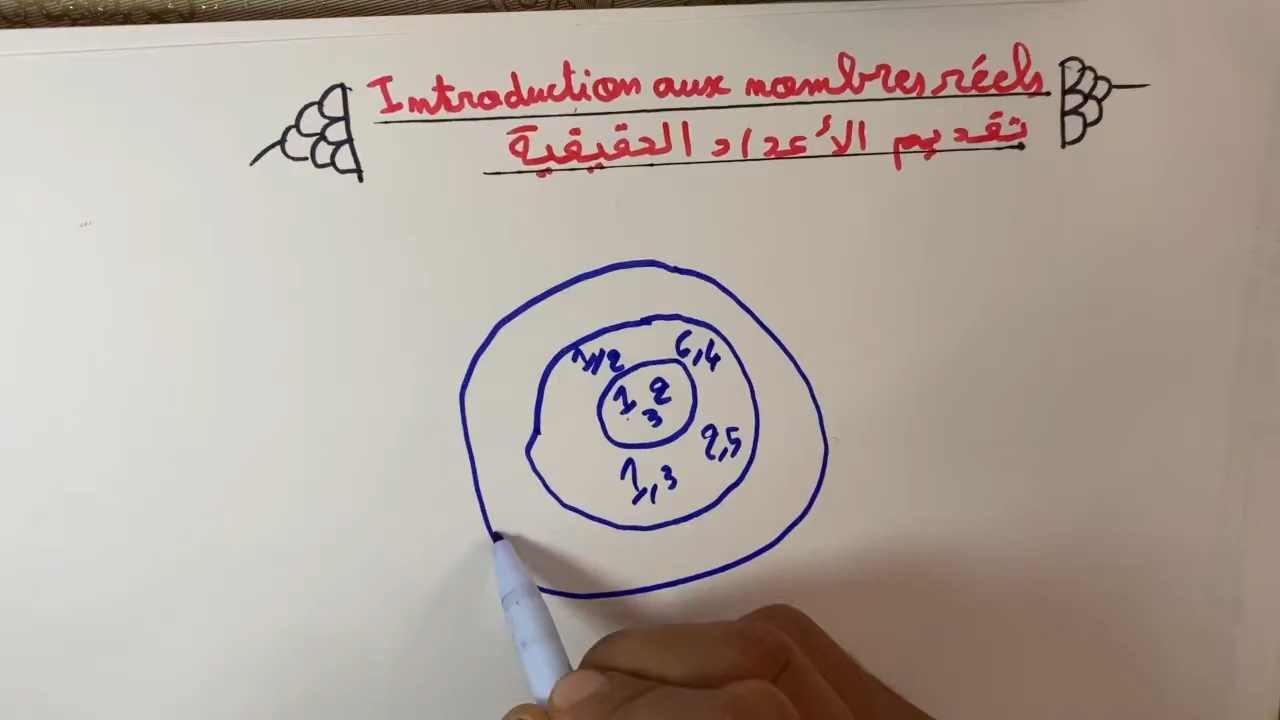 Introduction aux nombres réels
تقديم الأعداد الحقيقية
1,2 6,4
1 2
3
2,5
1,3